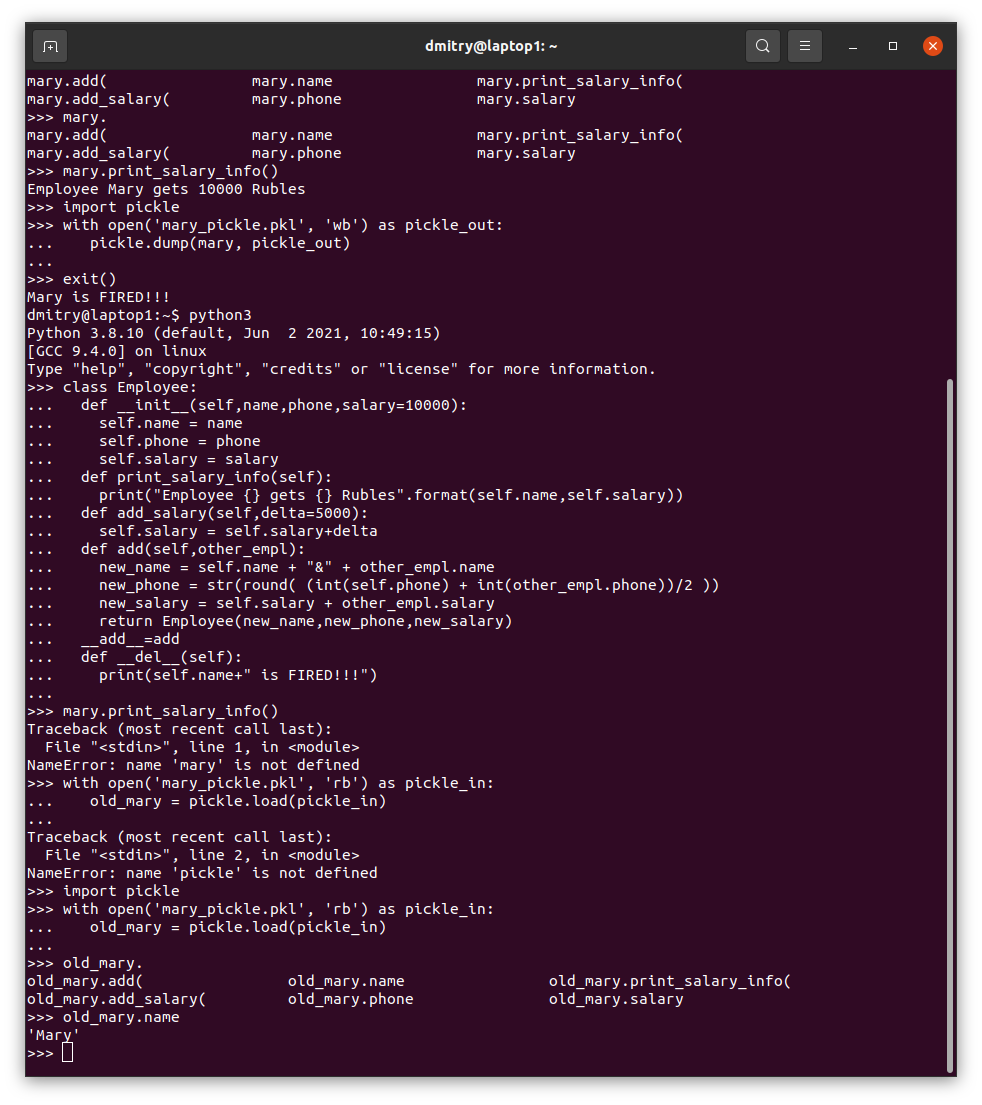 dmitry@laptop1: ~
mary.add(                mary.name                mary.print_salary_info(
mary.add_salary(         mary.phone               mary.salary
>>> mary.
mary.add(                mary.name                mary.print_salary_info(
mary.add_salary(         mary.phone               mary.salary
>>> mary.print_salary_info()
Employee Mary gets 10000 Rubles
>>> import pickle
>>> with open('mary_pickle.pkl', 'wb') as pickle_out:
...    pickle.dump(mary, pickle_out)
...
>>> exit()
Mary is FIRED!!!
dmitry@laptop1:~$ python3
Python 3.8.10 (default, Jun  2 2021, 10:49:15)
[GCC 9.4.0] on linux
Type "help", "copyright", "credits" or "license" for more information.
>>> class Employee:
...   def __init__(self,name,phone,salary=10000):
...     self.name = name
...     self.phone = phone
...     self.salary = salary
...   def print_salary_info(self):
...     print("Employee {} gets {} Rubles".format(self.name,self.salary))
...   def add_salary(self,delta=5000):
...     self.salary = self.salary+delta
...   def add(self,other_empl):
...     new_name = self.name + "&" + other_empl.name
...     new_phone = str(round( (int(self.phone) + int(other_empl.phone))/2 ))
...     new_salary = self.salary + other_empl.salary
...     return Employee(new_name,new_phone,new_salary)
...   __add__=add
...   def __del__(self):
...     print(self.name+" is FIRED!!!")
...
>>> mary.print_salary_info()
Traceback (most recent call last):
  File "<stdin>", line 1, in <module>
NameError: name 'mary' is not defined
>>> with open('mary_pickle.pkl', 'rb') as pickle_in:
...    old_mary = pickle.load(pickle_in)
...
Traceback (most recent call last):
  File "<stdin>", line 2, in <module>
NameError: name 'pickle' is not defined
>>> import pickle
>>> with open('mary_pickle.pkl', 'rb') as pickle_in:
...    old_mary = pickle.load(pickle_in)
...
>>> old_mary.
old_mary.add(                old_mary.name                old_mary.print_salary_info(
old_mary.add_salary(         old_mary.phone               old_mary.salary
>>> old_mary.name
'Mary'
>>>